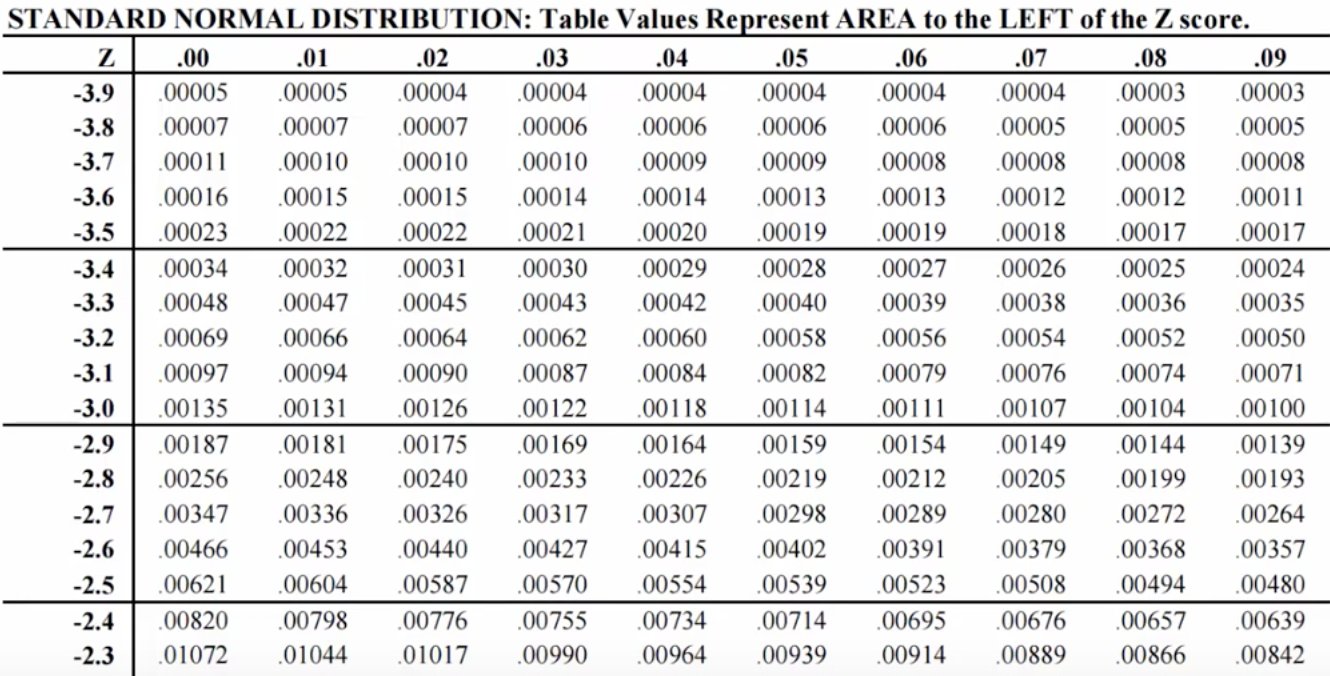 STANDARD NORMAL DISTRIBUTION: Table Values Represent AREA to the LEFT of the Z score.
Z .00 .01 .02 .03 .04 .05 .06 .07 .08 .09
-3.9 .00005 .00005 .00004 .00004 .00004 .00004 .00004 .00004 .00003 .00003
-3.8 .00007 .00007 .00007 .00006 .00006 .00006 .00006 .00005 .00005 .00005
-3.7 .00011 .00010 .00010 .00010 .00009 .00009 .00008 .00008 .00008 .00008
-3.6 .00016 .00015 .00015 .00014 .00014 .00013 .00013 .00012 .00012 .00011
-3.5 .00023 .00022 .00022 .00021 .00020 .00019 .00019 .00018 .00017 .00017
-3.4 .00034 .00032 .00031 .00030 .00029 .00028 .00027 .00026 .00025 .00024
-3.3 .00048 .00047 .00045 .00043 .00042 .00040 .00039 .00038 .00036 .00035
-3.2 .00069 .00066 .00064 .00062 .00060 .00058 .00056 .00054 .00052 .00050
-3.1 .00097 .00094 .00090 .00087 .00084 .00082 .00079 .00076 .00074 .00071
-3.0 .00135 .00131 .00126 .00122 .00118 .00114 .00111 .00107 .00104 .00100
-2.9 .00187 .00181 .00175 .00169 .00164 .00159 .00154 .00149 .00144 .00139
-2.8 .00256 .00248 .00240 .00233 .00226 .00219 .00212 .00205 .00199 .00193
-2.7 .00347 .00336 .00326 .00317 .00307 .00298 .00289 .00280 .00272 .00264
-2.6 .00466 .00453 .00440 .00427 .00415 .00402 .00391 .00379 .00368 .00357
-2.5 .00621 .00604 .00587 .00570 .00554 .00539 .00523 .00508 .00494 .00480
-2.4 .00820 .00798 .00776 .00755 .00734 .00714 .00695 .00676 .00657 .00639
-2.3 .01072 .01044 .01017 .00990 .00964 .00939 .00914 .00889 .00866 .00842